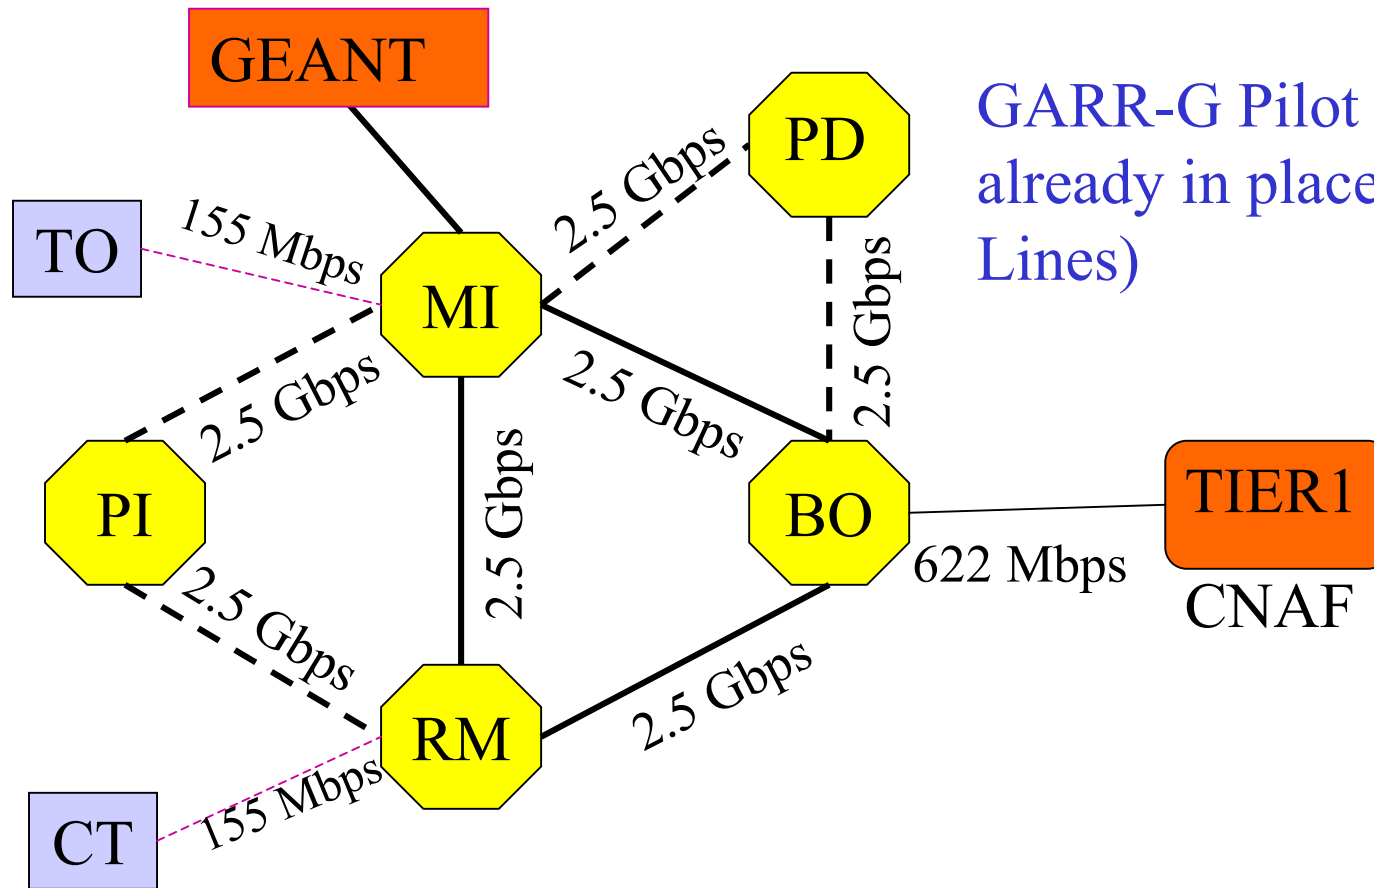 GEANT
GARR-G Pilot
already in place
Lines)
PD
2.5 Gbps
155 Mbps
TO
MI
2.5 Gbps
2.5 Gbps
2.5 Gbps
2.5 Gbps
PI
BO
TIER1
622 Mbps
CNAF
2.5 Gbps
2.5 Gbps
RM
155 Mbps
CT